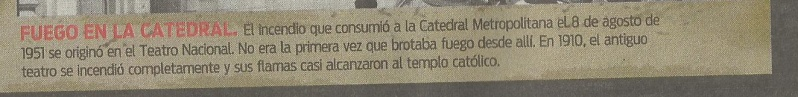 FUEGO EN LA CATEDRAL. El incendio que consumió a la Catedral Metropolitana el 8 de agosto de
1951 se originó en el Teatro Nacional. No era la primera vez que brotaba fuego desde allí. En 1910, el antiguo
teatro se incendió completamente y sus flamas casi alcanzaron al templo católico.